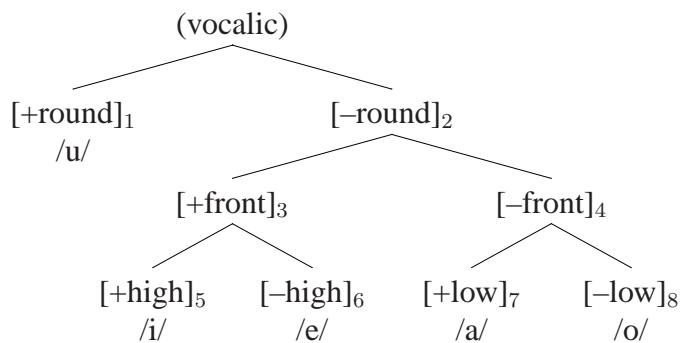 (vocalic)
[+round]₁ [–round]₂
/u/
[+front]₃ [–front]₄
[+high]₅ [–high]₆ [+low]₇ [–low]₈
/i/ /e/ /a/ /o/